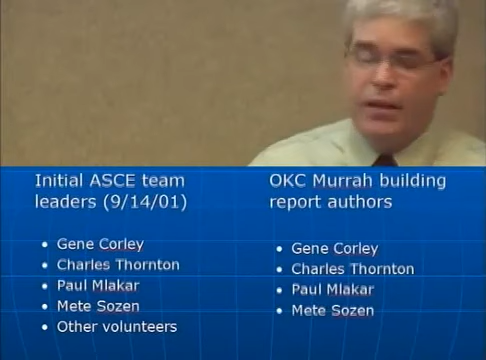 Initial ASCE team
leaders (9/14/01)
• Gene Corley
• Charles Thornton
• Paul Mlakar
• Mete Sozen
• Other volunteers
OKC Murrah building
report authors
• Gene Corley
• Charles Thornton
• Paul Mlakar
• Mete Sozen